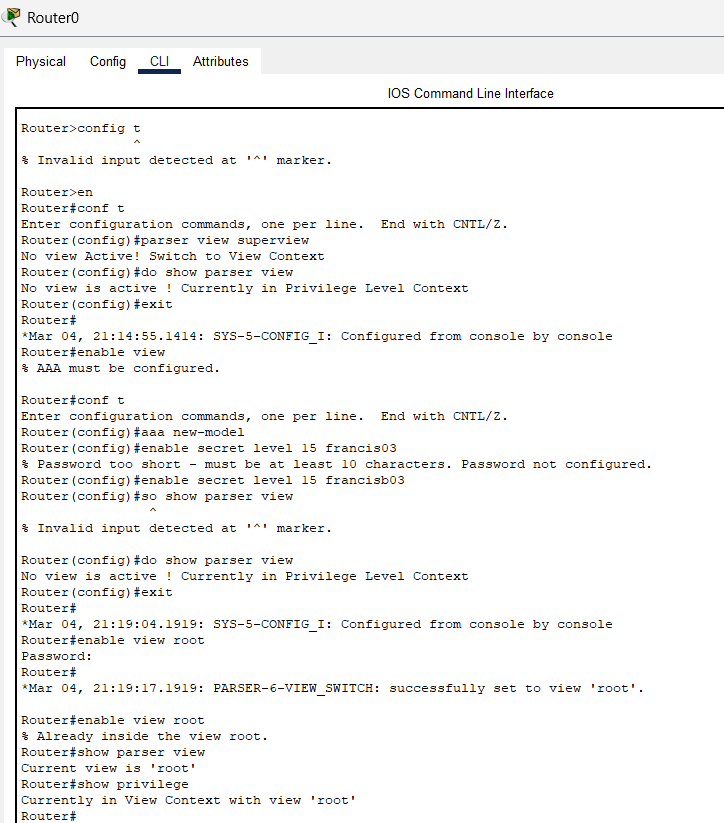 Router0
Physical Config CLI Attributes
IOS Command Line Interface
Router>config t
^
% Invalid input detected at '^' marker.
Router>en
Router#conf t
Enter configuration commands, one per line.  End with CNTL/Z.
Router(config)#parser view superview
No view Active! Switch to View Context
Router(config)#do show parser view
No view is active ! Currently in Privilege Level Context
Router(config)#exit
Router#
*Mar 04, 21:14:55.1414: SYS-5-CONFIG_I: Configured from console by console
Router#enable view
% AAA must be configured.
Router#conf t
Enter configuration commands, one per line.  End with CNTL/Z.
Router(config)#aaa new-model
Router(config)#enable secret level 15 francis03
% Password too short - must be at least 10 characters. Password not configured.
Router(config)#enable secret level 15 francisb03
Router(config)#so show parser view
^
% Invalid input detected at '^' marker.
Router(config)#do show parser view
No view is active ! Currently in Privilege Level Context
Router(config)#exit
Router#
*Mar 04, 21:19:04.1919: SYS-5-CONFIG_I: Configured from console by console
Router#enable view root
Password:
Router#
*Mar 04, 21:19:17.1919: PARSER-6-VIEW_SWITCH: successfully set to view 'root'.
Router#enable view root
% Already inside the view root.
Router#show parser view
Current view is 'root'
Router#show privilege
Currently in View Context with view 'root'
Router#